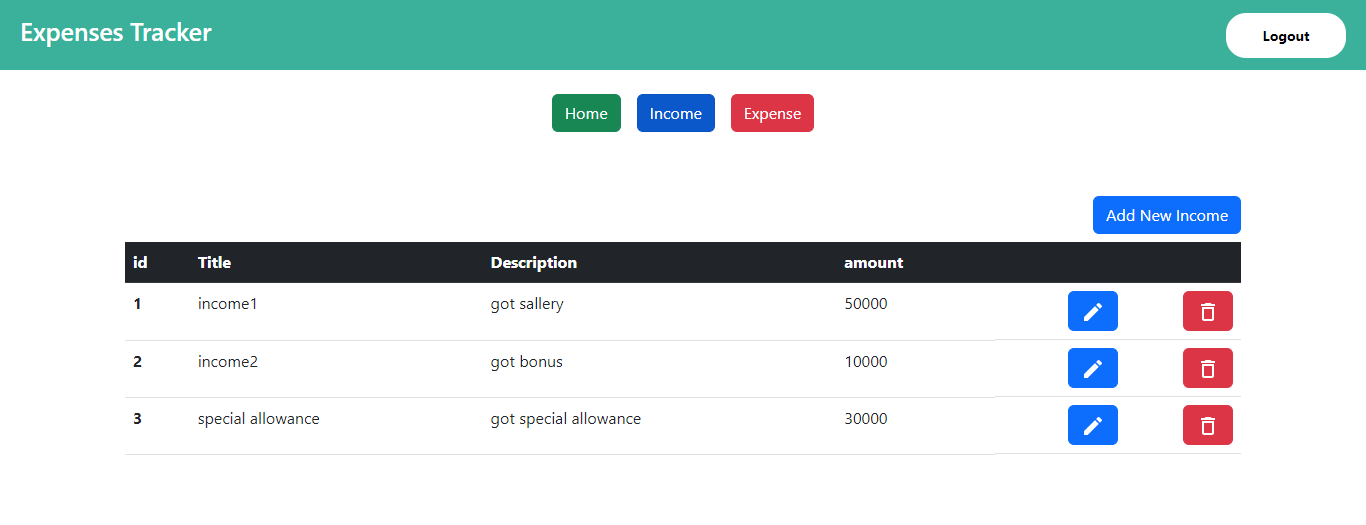 Expenses Tracker
Logout
Home Income Expense
Add New Income
id Title Description amount
1 income1 got sallery 50000
2 income2 got bonus 10000
3 special allowance got special allowance 30000